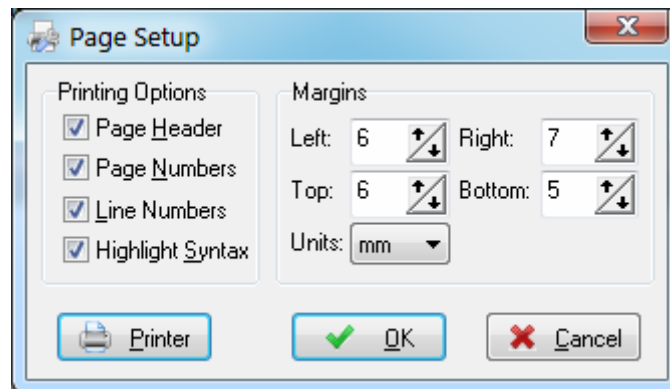 Page Setup
Printing Options
Page Header
Page Numbers
Line Numbers
Highlight Syntax
Margins
Left: 6 Right: 7
Top: 6 Bottom: 5
Units: mm
Printer OK Cancel